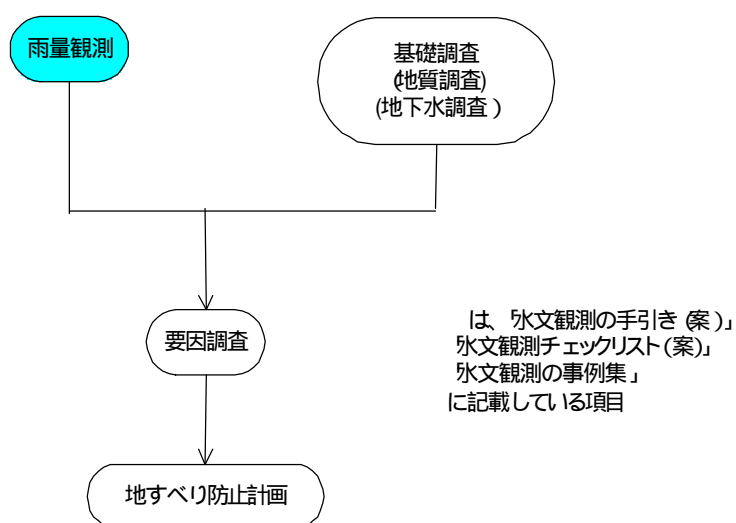 雨量観測
基礎調査
(地質調査)
(地下水調査)
要因調査
は、「水文観測の手引き(案)」
「水文観測チェックリスト(案)」
「水文観測の事例集」
に記載している項目
地すべり防止計画